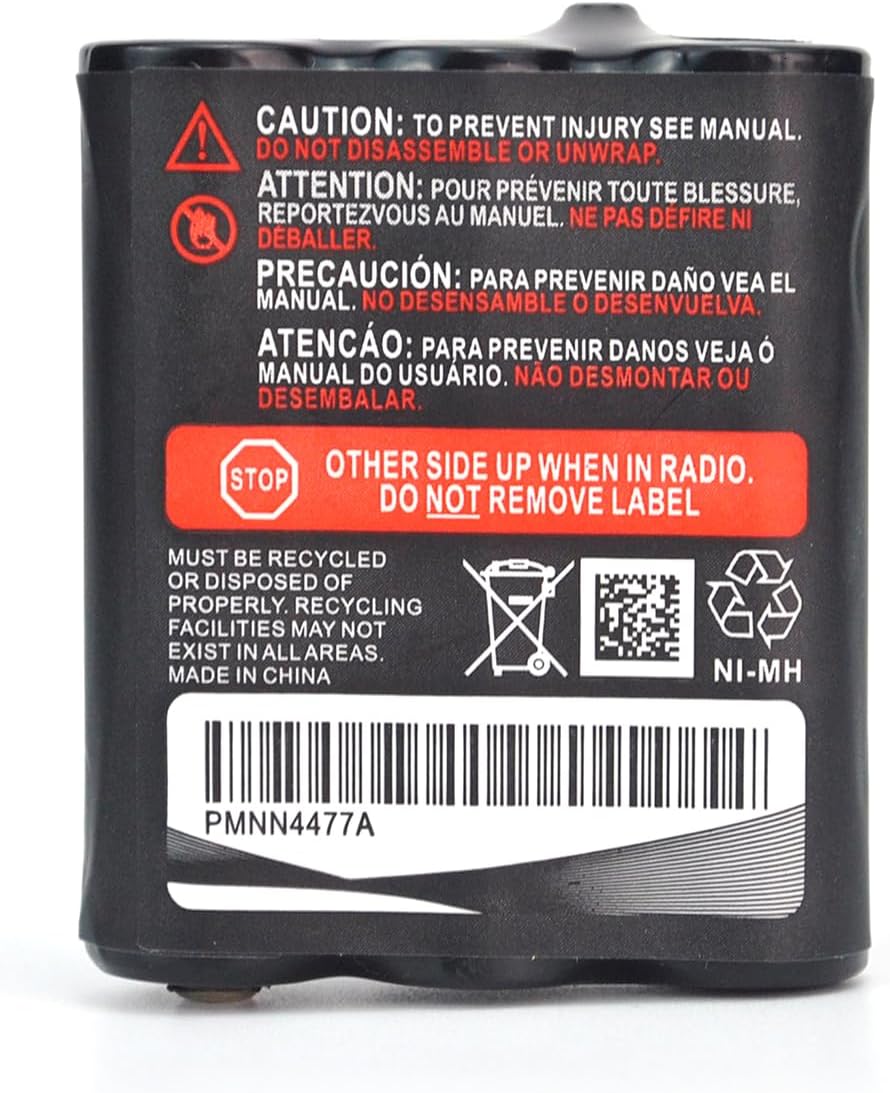 CAUTION: TO PREVENT INJURY SEE MANUAL.
DO NOT DISASSEMBLE OR UNWRAP.
ATTENTION: POUR PRÉVENIR TOUTE BLESSURE,
REPORTEZVOUS AU MANUEL. NE PAS DÉFIRE NI
DÉBALLER.
PRECAUCIÓN: PARA PREVENIR DAÑO VEA EL
MANUAL. NO DESENSAMBLE O DESENVUELVA.
ATENCÁO: PARA PREVENIR DANOS VEJA Ó
MANUAL DO USUÁRIO. NÃO DESMONTAR OU
DESEMBALAR.
STOP
OTHER SIDE UP WHEN IN RADIO.
DO NOT REMOVE LABEL
MUST BE RECYCLED
OR DISPOSED OF
PROPERLY. RECYCLING
FACILITIES MAY NOT
EXIST IN ALL AREAS.
MADE IN CHINA
NI-MH
PMNN4477A